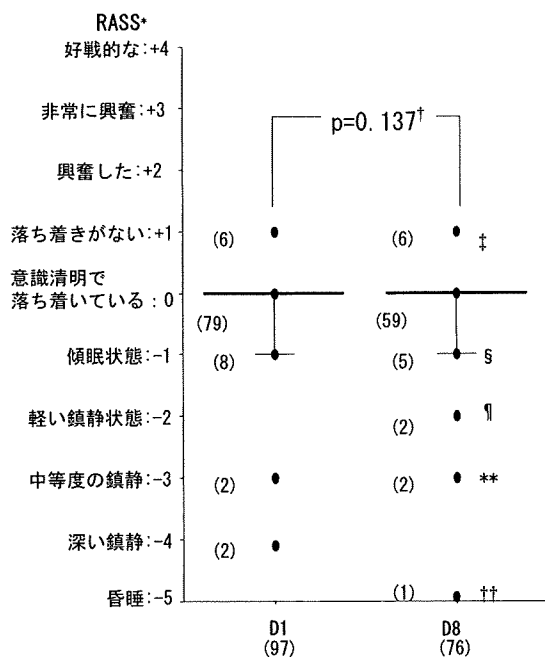 RASS*
好戦的な:+4
非常に興奮:+3
p=0.137†
興奮した:+2
落ち着きがない:+1
(6)
(6)
‡
意識清明で
落ち着いている:0
(79)
(59)
傾眠状態:-1
(8)
(5)
§
軽い鎮静状態:-2
(2)
¶
中等度の鎮静:-3
(2)
(2)
**
深い鎮静:-4
(2)
昏睡:-5
(1)
††
D1
D8
(97)
(76)